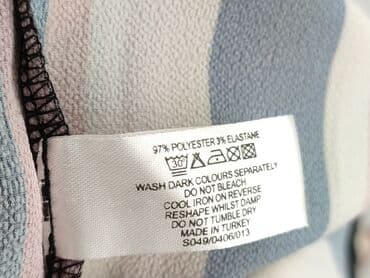 97% POLYESTER 3% ELASTANE
30
WASH DARK COLOURS SEPARATELY
DO NOT BLEACH
COOL IRON ON REVERSE
RESHAPE WHILST DAMP
DO NOT TUMBLE DRY
MADE IN TURKEY
S049/0406/013